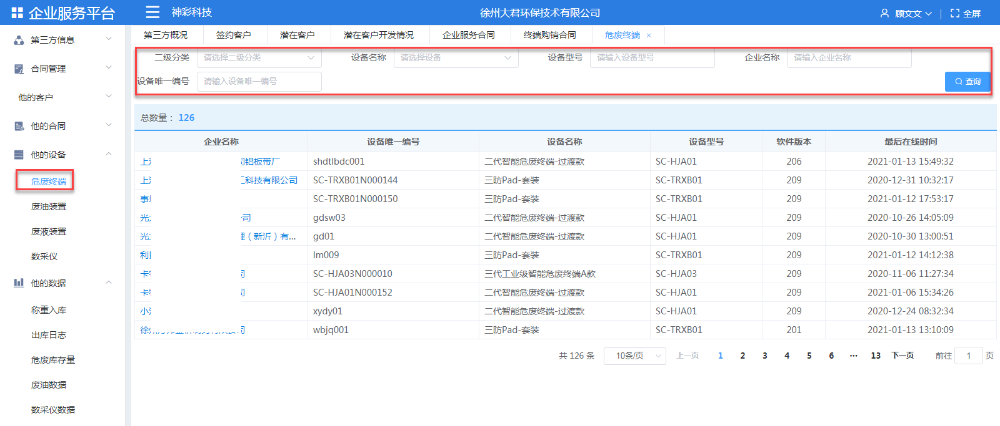 企业服务平台
神彩科技
徐州大君环保技术有限公司
顾文文
全屏
第三方信息
合同管理
他的客户
他的合同
他的设备
危废终端
废油装置
废液装置
数采仪
他的数据
称重入库
出库日志
危废库存量
废油数据
数采仪数据
第三方概况 签约客户 潜在客户 潜在客户开发情况 企业服务合同 终端购销合同 危废终端 ×
二级分类 请选择二级分类 设备名称 请选择设备 设备型号 请输入设备型号 企业名称 请输入企业名称
设备唯一编号 请输入设备唯一编号 查询
总数量： 126
企业名称 设备唯一编号 设备名称 设备型号 软件版本 最后在线时间
上 铝板带厂 shdtlbdc001 二代智能危废终端-过渡款 SC-HJA01 206 2021-01-13 15:49:32
上 科技有限公司 SC-TRXB01N000144 三防Pad-套装 SC-TRXB01 209 2020-12-31 10:32:17
事 SC-TRXB01N000150 三防Pad-套装 SC-TRXB01 209 2021-01-12 17:53:17
光 司 gdsw03 二代智能危废终端-过渡款 SC-HJA01 209 2020-10-26 14:05:09
光 理（新沂）有... gd01 二代智能危废终端-过渡款 SC-HJA01 209 2020-10-30 13:00:51
利 lm009 三防Pad-套装 SC-TRXB01 209 2021-01-12 14:12:38
卡 司 SC-HJA03N000010 三代工业级智能危废终端A款 SC-HJA03 209 2020-11-06 11:27:34
卡 司 SC-HJA01N000152 二代智能危废终端-过渡款 SC-HJA01 209 2021-01-06 15:34:26
小 xydy01 二代智能危废终端-过渡款 SC-HJA01 209 2020-12-24 08:32:34
徐 司 wbjq001 三防Pad-套装 SC-TRXB01 201 2021-01-13 13:10:09
共 126 条 10条/页 上一页 1 2 3 4 5 6 ••• 13 下一页 前往 1 页